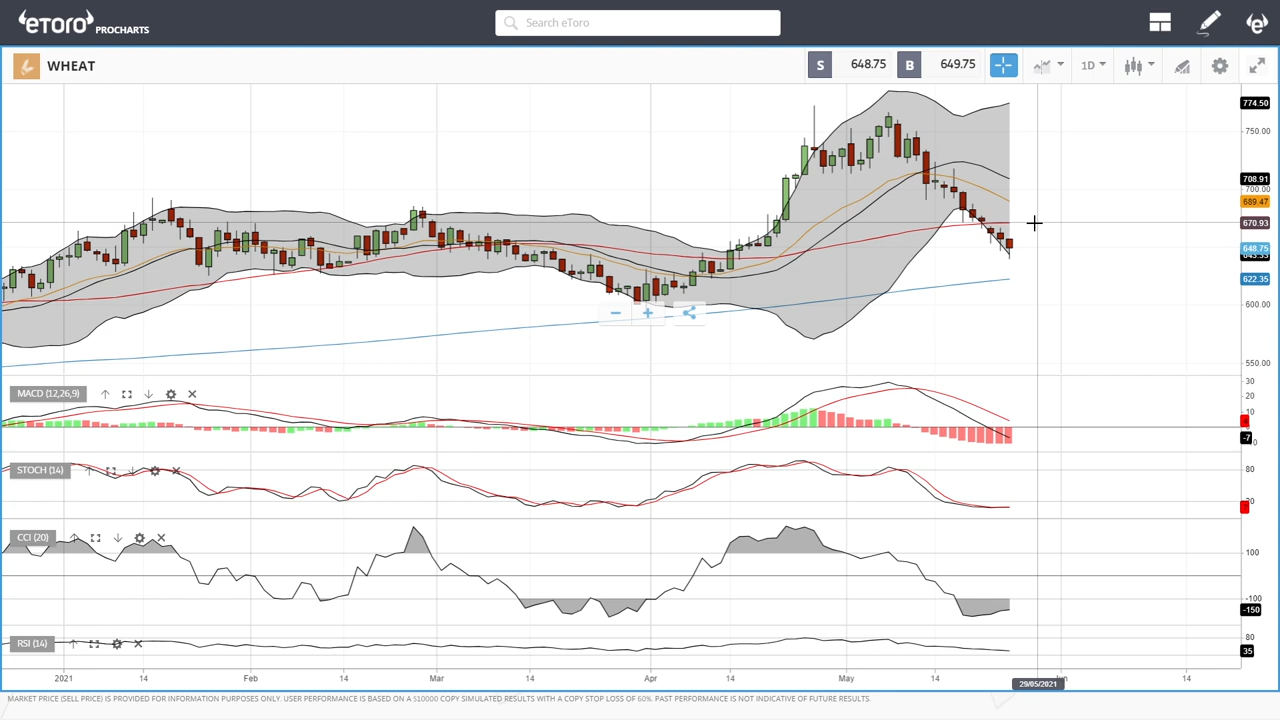 eToro PROCHARTS
Search eToro
WHEAT
S 648.75 B 649.75
1D
774.50
750.00
708.91
700.00
689.47
670.93
648.75
622.35
600.00
550.00
MACD (12,26,9)
30
20
10
-7
STOCH (14)
80
20
CCI (20)
100
-100
-150
RSI (14)
80
35
2021 14 Feb 14 Mar 14 Apr 14 May 14 14
29/05/2021
MARKET PRICE (SELL PRICE) IS PROVIDED FOR INFORMATION PURPOSES ONLY. USER PERFORMANCE IS BASED ON A $10000 COPY SIMULATED RESULTS WITH A COPY STOP LOSS OF 60%. PAST PERFORMANCE IS NOT INDICATIVE OF FUTURE RESULTS.